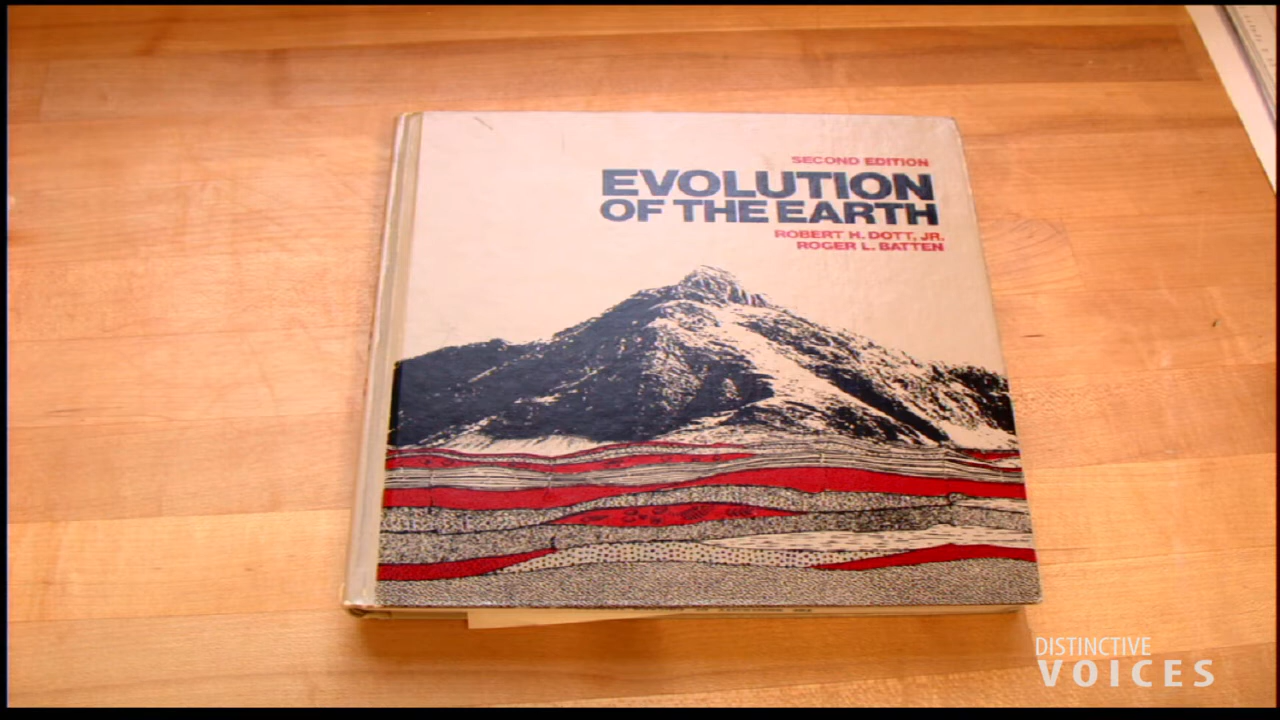 SECOND EDITION
EVOLUTION
OF THE EARTH
ROBERT H. DOTT, JR.
ROGER L. BATTEN
DISTINCTIVE
VOICES